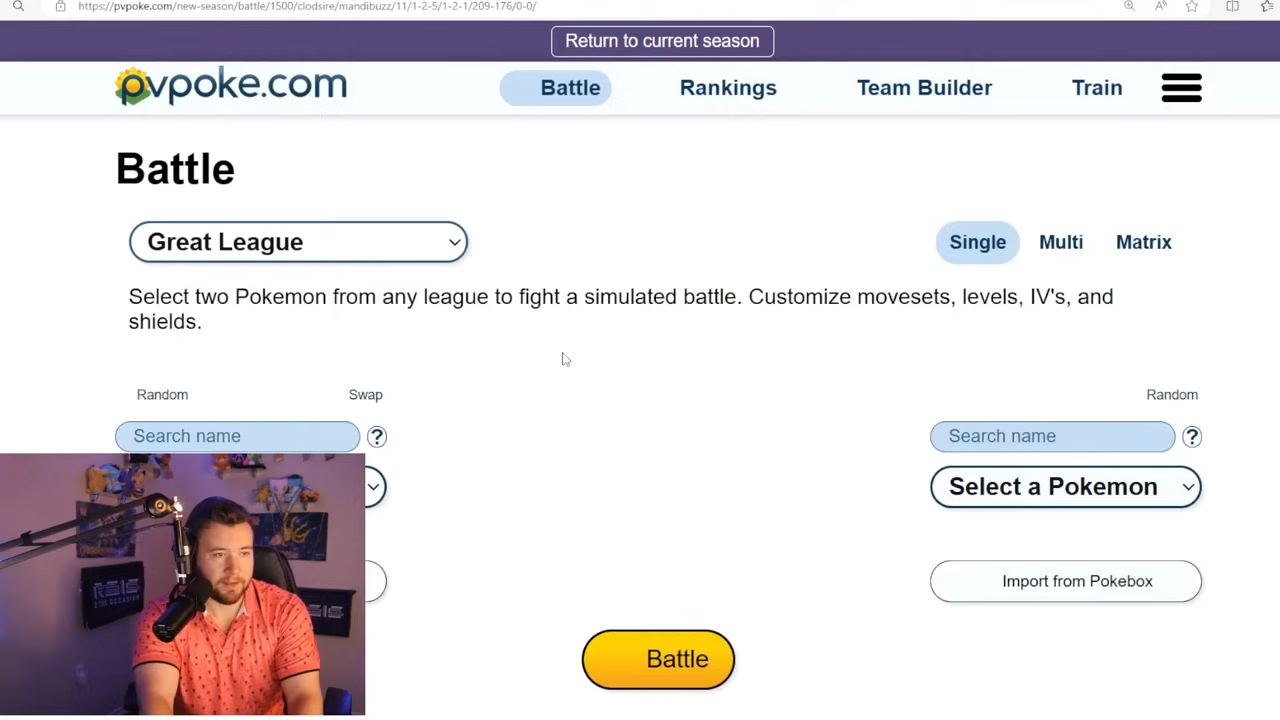 https://pvpoke.com/new-season/battle/1500/clodsire/mandibuzz/11/1-2-5/1-2-1/209-176/0-0/
Return to current season
pvpoke.com
Battle
Rankings
Team Builder
Train
Battle
Great League
Single
Multi
Matrix
Select two Pokemon from any league to fight a simulated battle. Customize movesets, levels, IV's, and
shields.
Random
Swap
Random
Search name
?
Search name
?
Select a Pokemon
Import from Pokebox
Battle